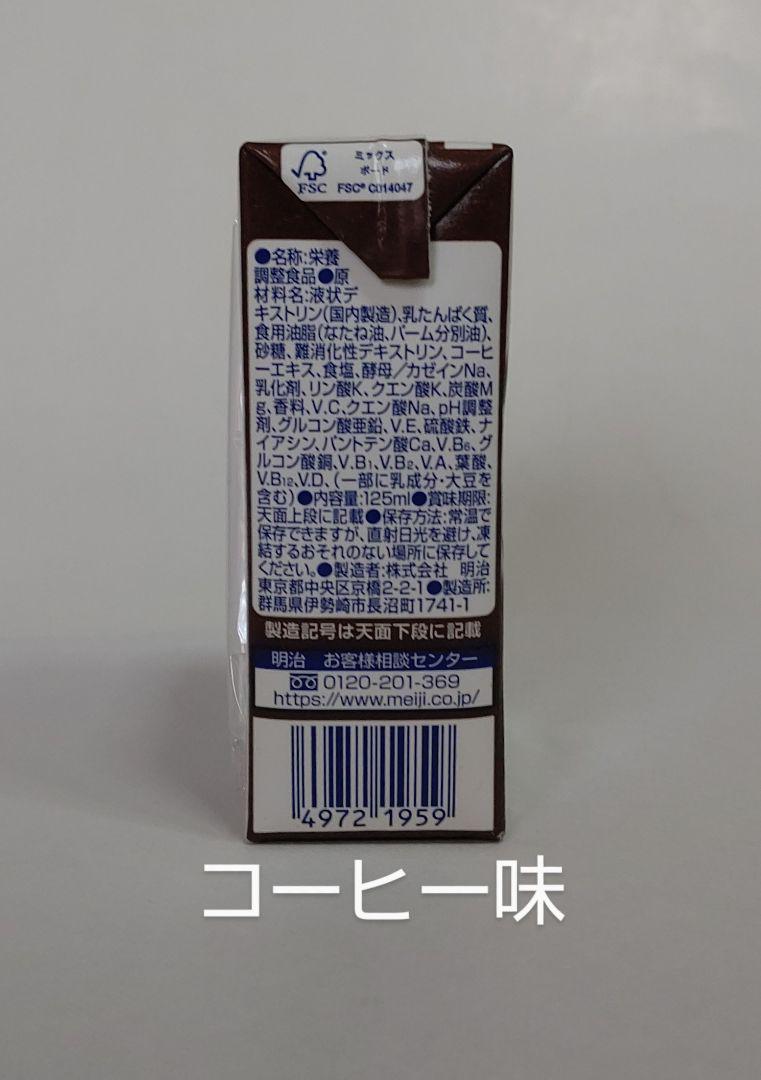 ミックス
ボード
FSC
FSC® C014047
●名称:栄養
調整食品●原
材料名:液状デ
キストリン(国内製造)、乳たんぱく質、
食用油脂(なたね油、パーム分別油)、
砂糖、難消化性デキストリン、コーヒ
ーエキス、食塩、酵母/カゼインNa、
乳化剤、リン酸K、クエン酸K、炭酸M
g、香料、V.C、クエン酸Na、pH調整
剤、グルコン酸亜鉛、V.E、硫酸鉄、ナ
イアシン、パントテン酸Ca、V.B6、グ
ルコン酸銅、V.B1、V.B2、V.A、葉酸、
V.B12、V.D、(一部に乳成分・大豆を
含む)●内容量:125ml●賞味期限:
天面上段に記載●保存方法:常温で
保存できますが、直射日光を避け、凍
結するおそれのない場所に保存して
ください。●製造者:株式会社 明治
東京都中央区京橋2-2-1●製造所:
群馬県伊勢崎市長沼町1741-1
製造記号は天面下段に記載
明治 お客様相談センター
0120-201-369
https://www.meiji.co.jp/
4972 1959
コーヒー味